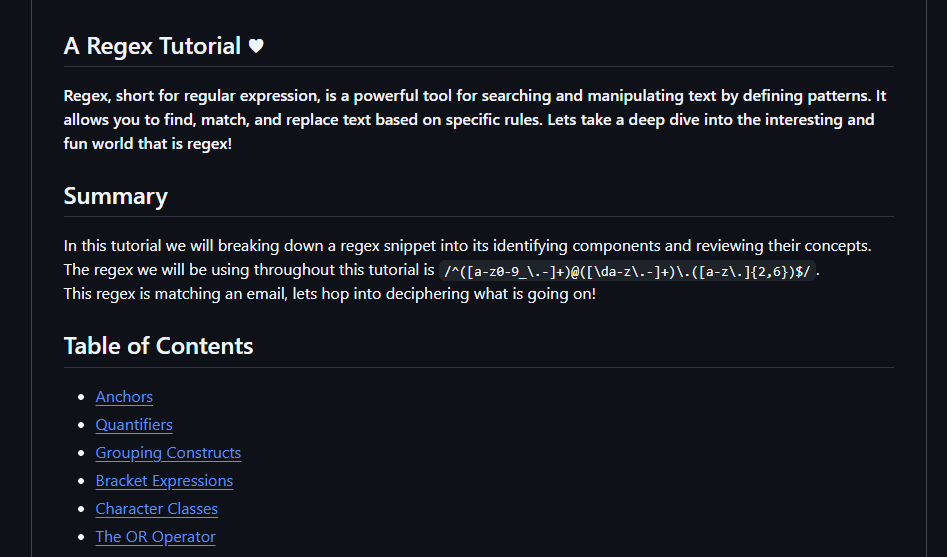 A Regex Tutorial ♥
Regex, short for regular expression, is a powerful tool for searching and manipulating text by defining patterns. It
allows you to find, match, and replace text based on specific rules. Lets take a deep dive into the interesting and
fun world that is regex!
Summary
In this tutorial we will breaking down a regex snippet into its identifying components and reviewing their concepts.
The regex we will be using throughout this tutorial is /^([a-z0-9_\.-]+)@([\da-z\.-]+)\.([a-z\.]{2,6})$/ .
This regex is matching an email, lets hop into deciphering what is going on!
Table of Contents
• Anchors
• Quantifiers
• Grouping Constructs
• Bracket Expressions
• Character Classes
• The OR Operator